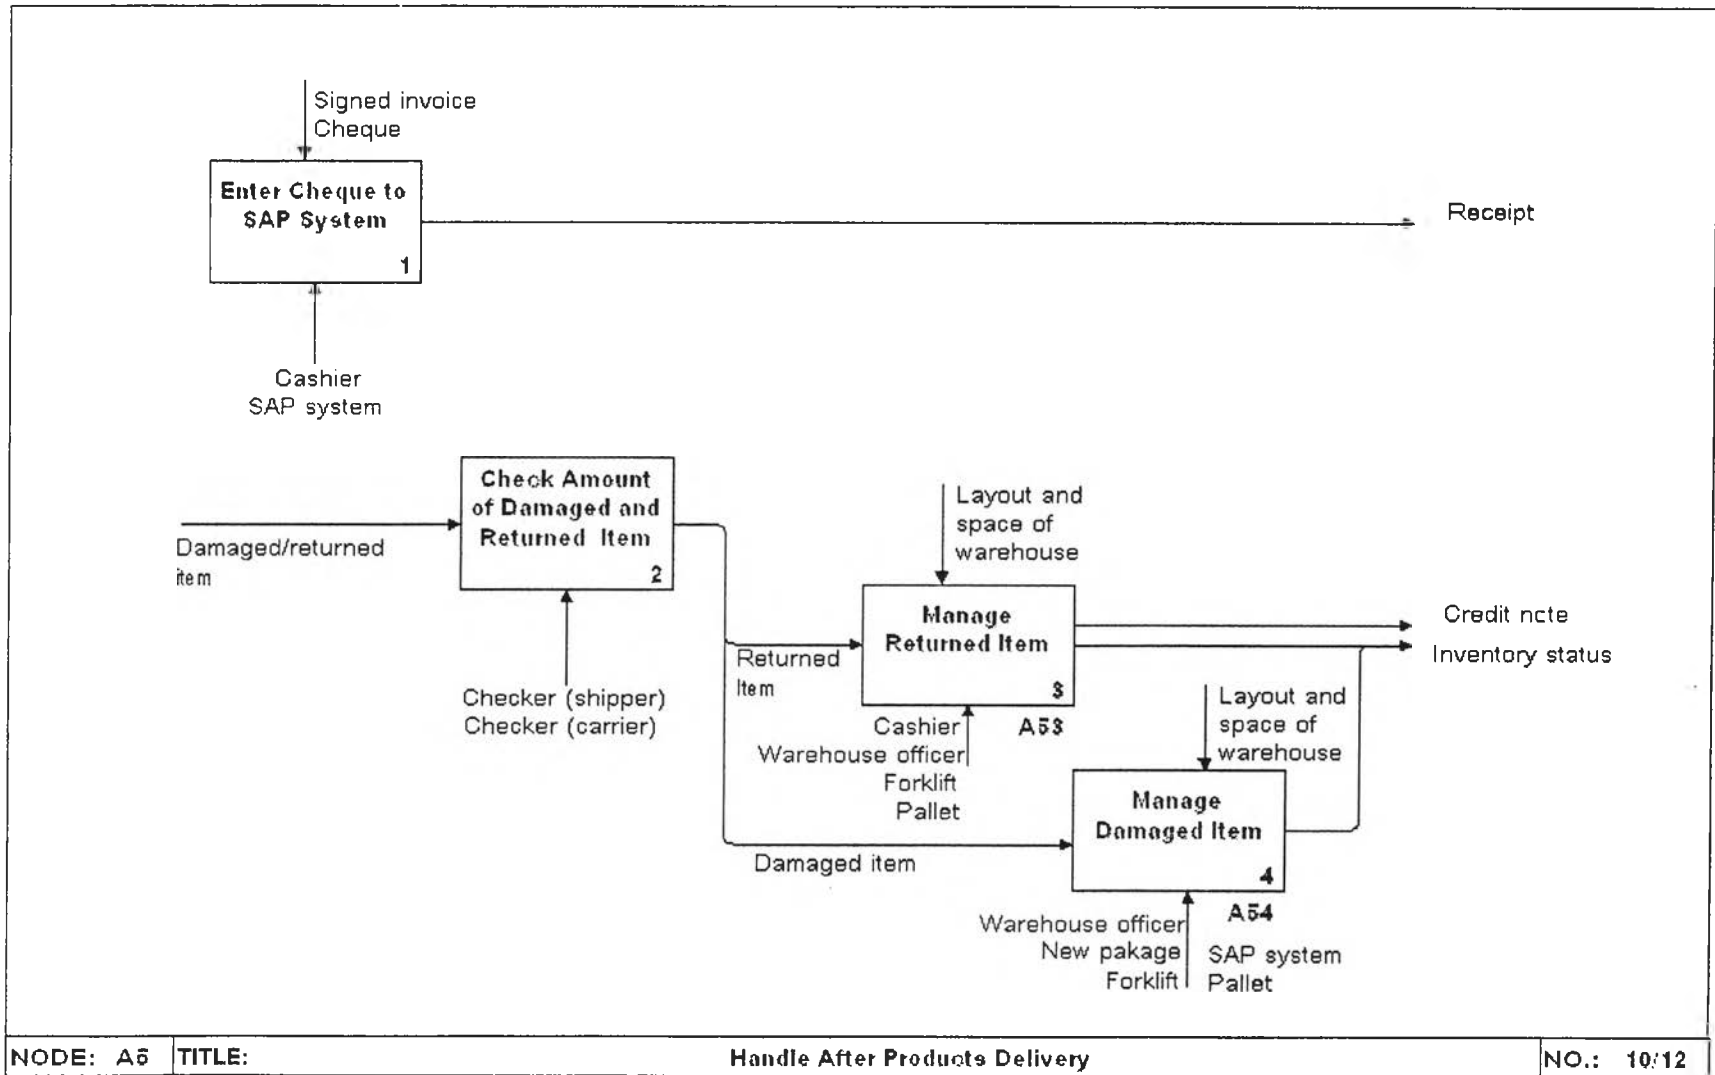 Signed invoice
Cheque
Enter Cheque to
SAP System
1
Receipt
Cashier
SAP system
Check Amount
of Damaged and
Returned Item
2
Damaged/returned
item
Checker (shipper)
Checker (carrier)
Layout and
space of
warehouse
Manage
Returned Item
3
A53
Returned
Item
Credit note
Inventory status
Cashier
Warehouse officer
Forklift
Pallet
Layout and
space of
warehouse
Manage
Damaged Item
4
A54
Damaged item
Warehouse officer
New pakage
Forklift
SAP system
Pallet
NODE: A5
TITLE:
Handle After Products Delivery
NO.: 10/12